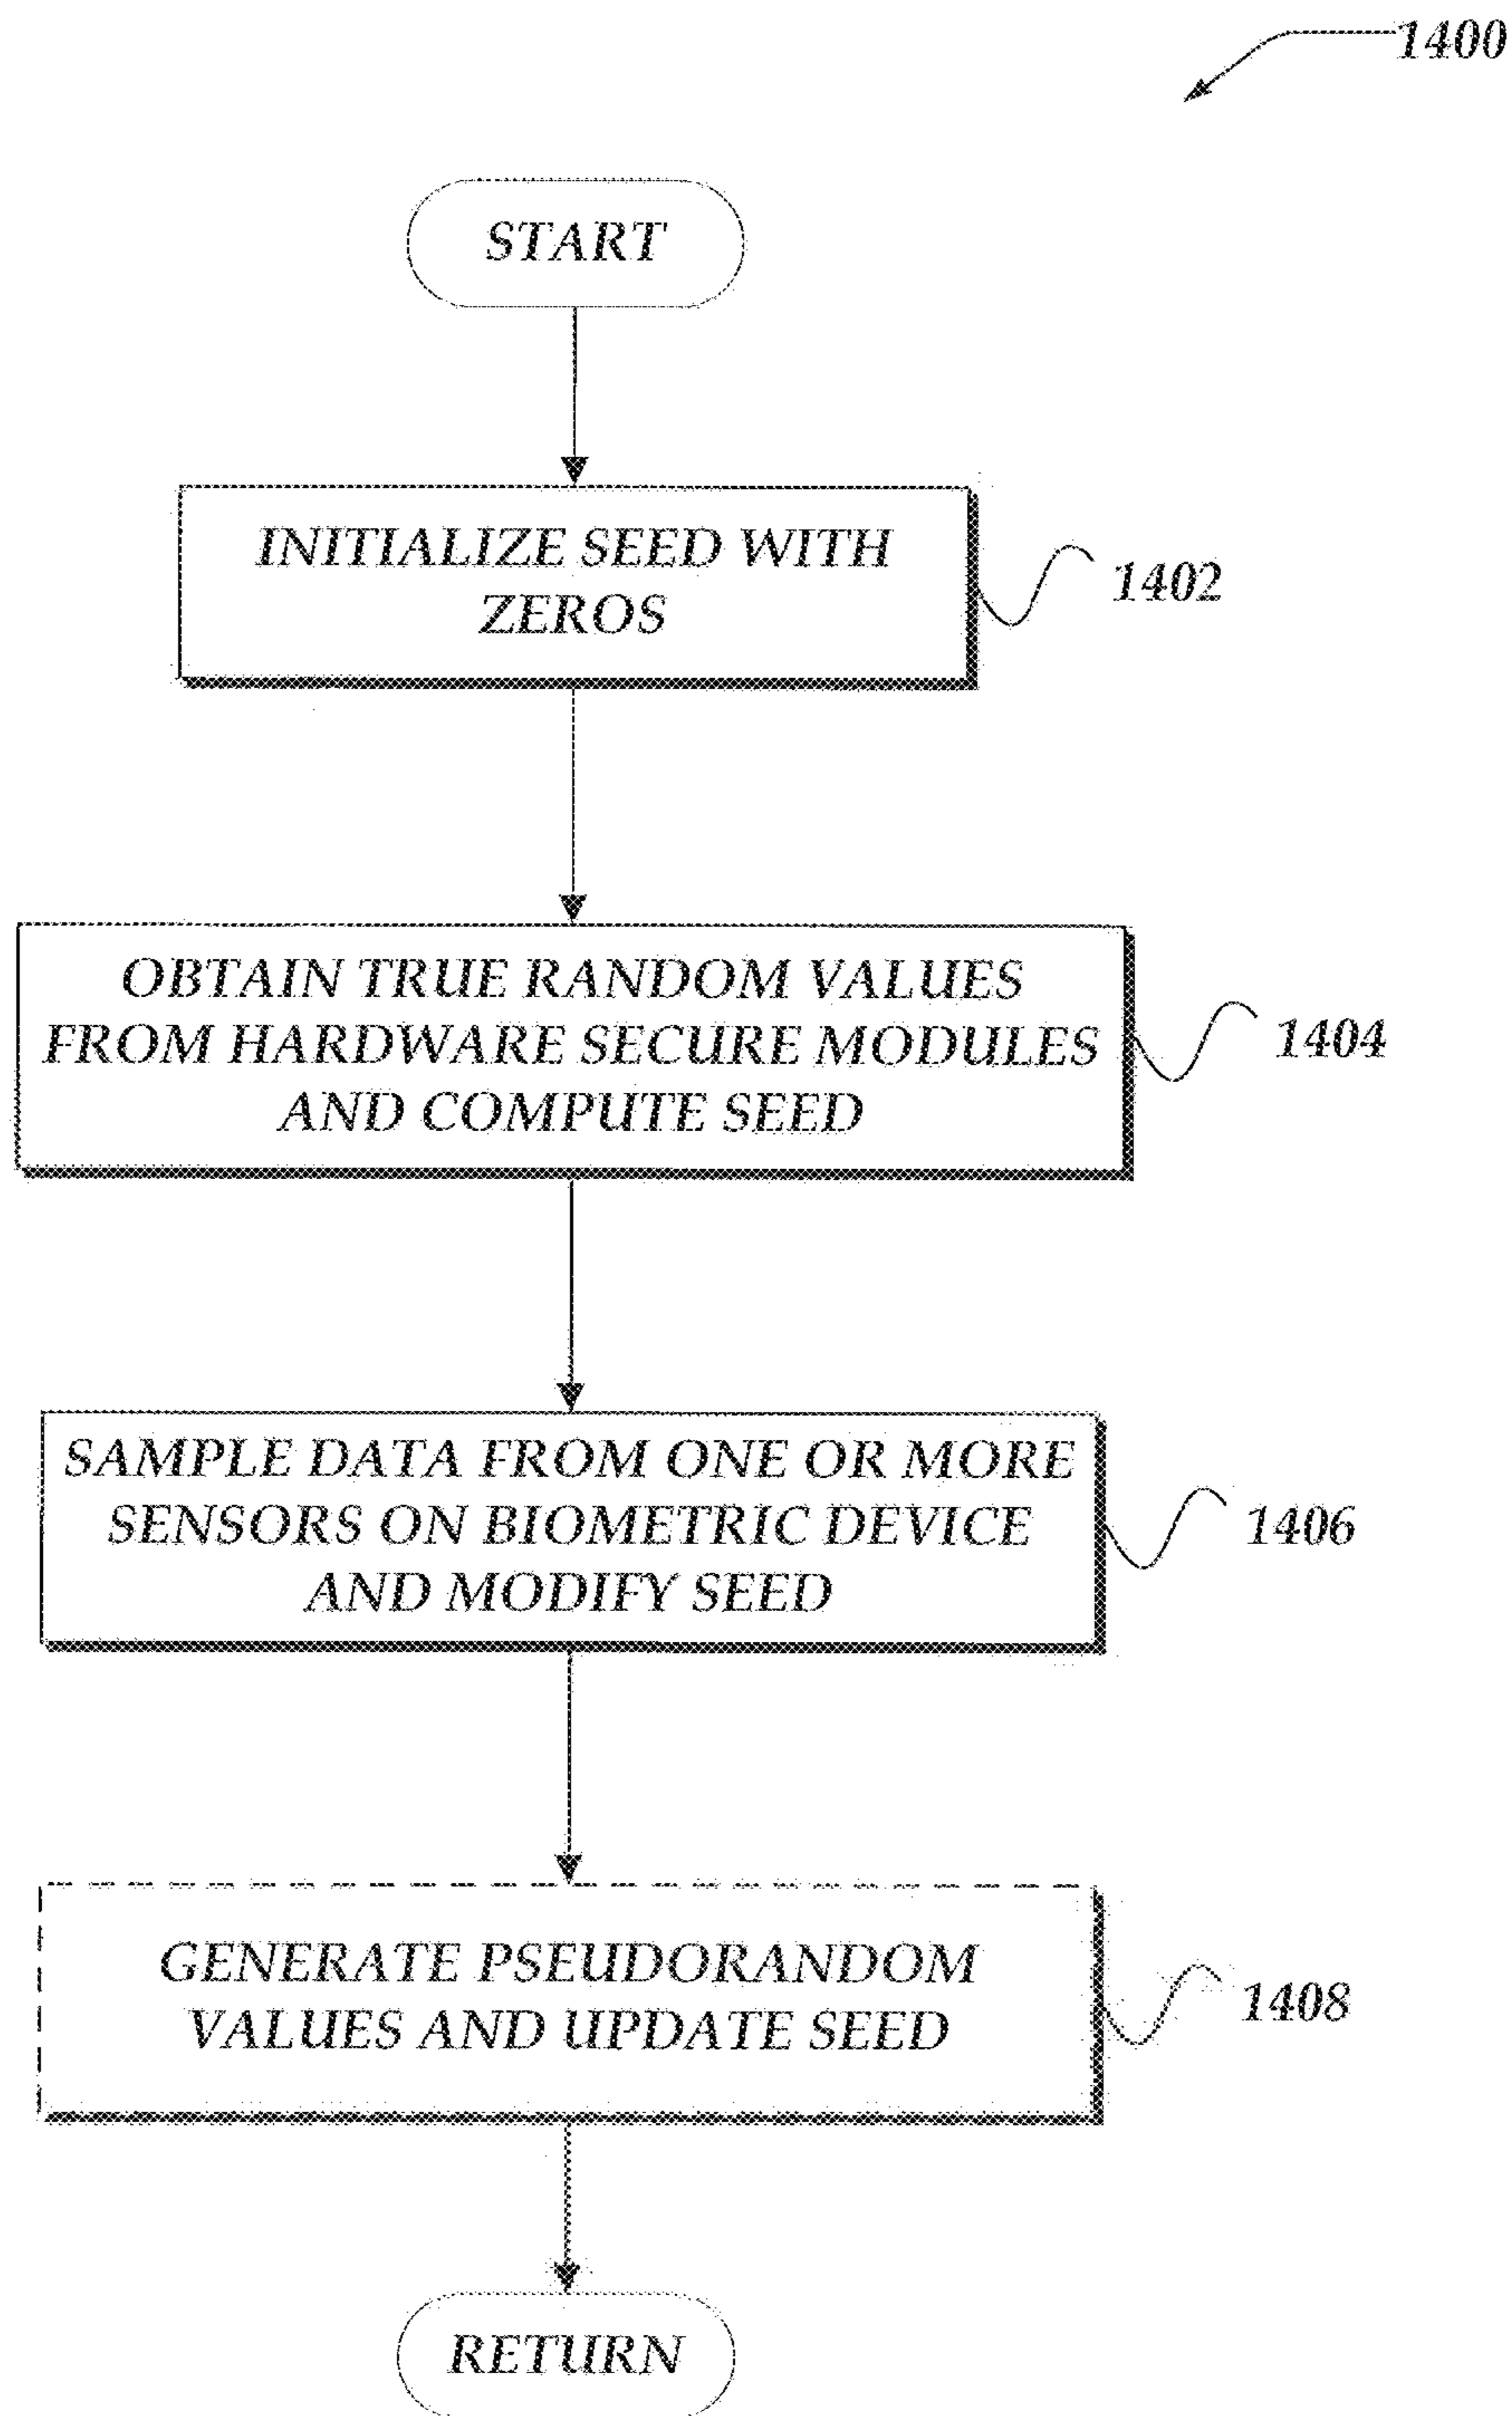 1400
START
INITIALIZE SEED WITH
ZEROS
1402
OBTAIN TRUE RANDOM VALUES
FROM HARDWARE SECURE MODULES
AND COMPUTE SEED
1404
SAMPLE DATA FROM ONE OR MORE
SENSORS ON BIOMETRIC DEVICE
AND MODIFY SEED
1406
GENERATE PSEUDORANDOM
VALUES AND UPDATE SEED
1408
RETURN